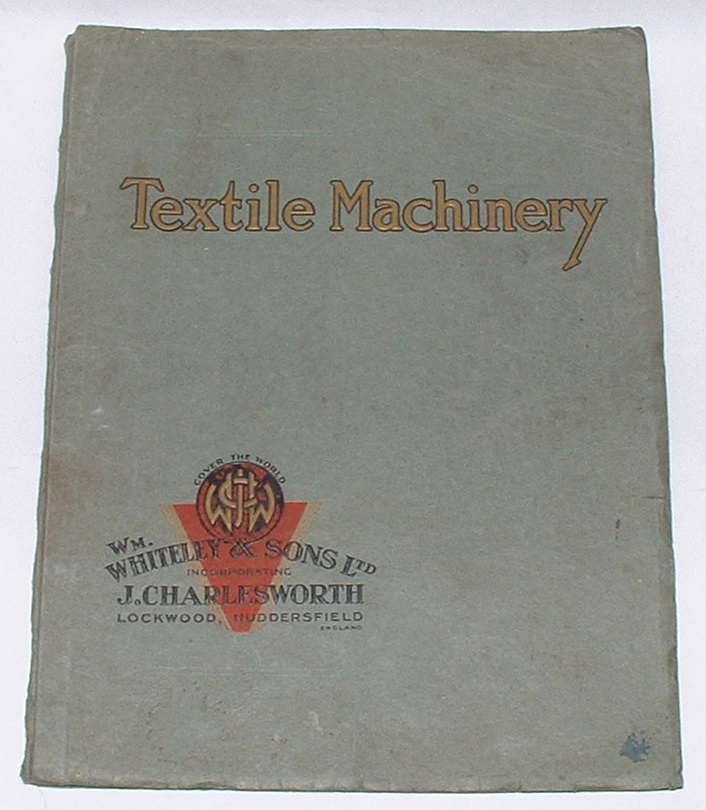 Textile Machinery
COVER THE WORLD
WM.
WHITELEY & SONS LTD
INCORPORATING
J. CHARLESWORTH
LOCKWOOD, HUDDERSFIELD
ENGLAND